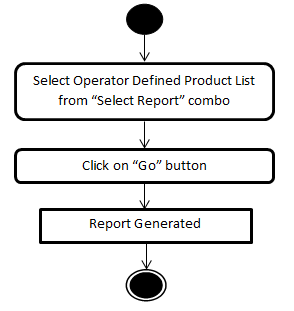 Select Operator Defined Product List
from “Select Report” combo
Click on “Go” button
Report Generated